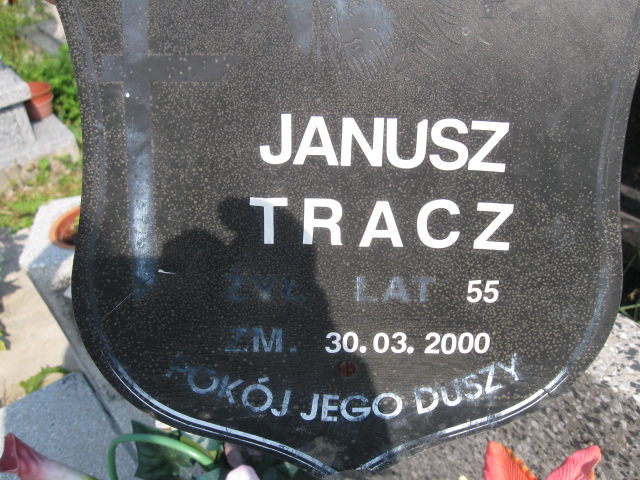 JANUSZ
TRACZ
ŻYŁ LAT 55
ZM. 30.03.2000
POKÓJ JEGO DUSZY